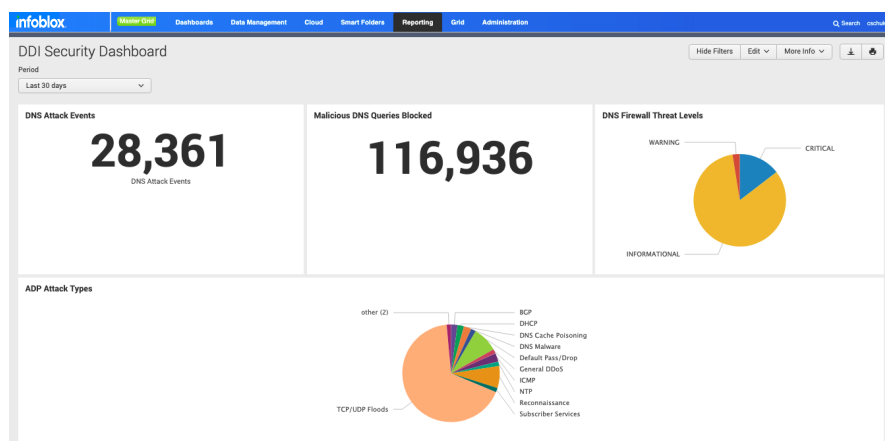 Infoblox
Master Grid
Dashboards
Data Management
Cloud
Smart Folders
Reporting
Grid
Administration
Search
DDI Security Dashboard
Hide Filters
Edit
More Info
Period
Last 30 days
DNS Attack Events
28,361
DNS Attack Events
Malicious DNS Queries Blocked
116,936
DNS Firewall Threat Levels
WARNING
CRITICAL
INFORMATIONAL
ADP Attack Types
other (2)
BGP
DHCP
DNS Cache Poisoning
DNS Malware
Default Pass/Drop
General DDoS
ICMP
NTP
Reconnaissance
Subscriber Services
TCP/UDP Floods